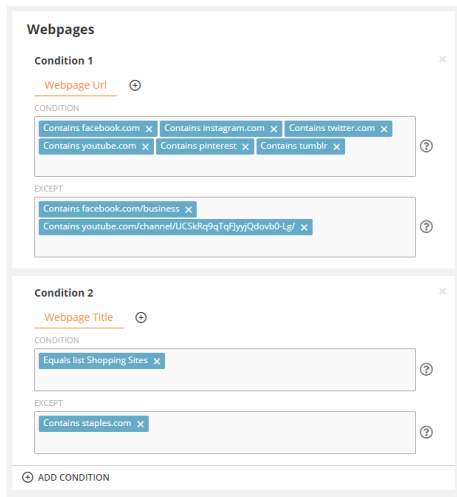 Webpages
Condition 1
Webpage Url
CONDITION
Contains facebook.com Contains instagram.com Contains twitter.com
Contains youtube.com Contains pinterest Contains tumblr
EXCEPT
Contains facebook.com/business
Contains youtube.com/channel/UCSkRq9qTqFJyyjQdovb0-Lg/
Condition 2
Webpage Title
CONDITION
Equals list Shopping Sites
EXCEPT
Contains staples.com
ADD CONDITION